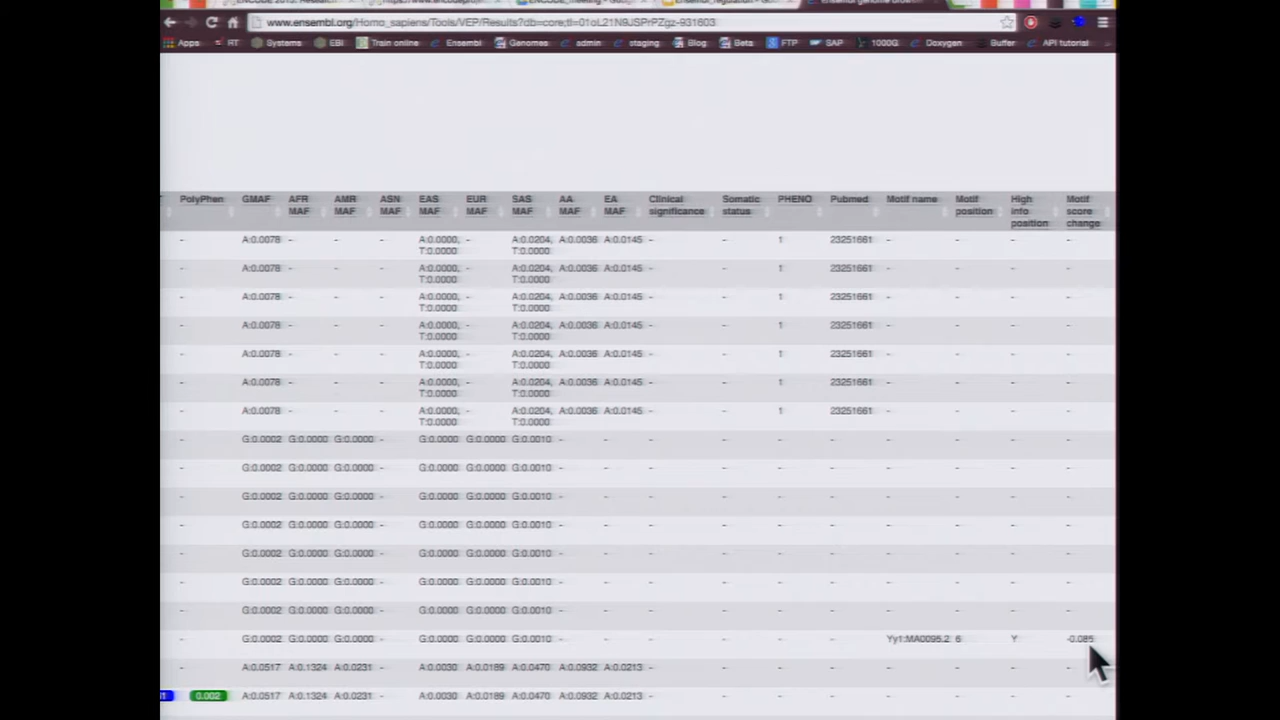 www.ensembl.org/Homo_sapiens/Tools/VEP/Results?db=core;tl=01oL21N9JSPrPZgz-931603
Apps RT Systems EBI Train online Ensembl Genomes admin staging Blog Beta FTP SAP 1000G Doxygen Buffer API tutorial
PolyPhen GMAF AFR MAF AMR MAF ASN MAF EAS MAF EUR MAF SAS MAF AA MAF EA MAF Clinical significance Somatic status PHENO Pubmed Motif name Motif position High info position Motif score change
- A:0.0078 - - - A:0.0000, T:0.0000 - A:0.0204, T:0.0000 A:0.0036 A:0.0145 - - 1 23251661 - - - -
- A:0.0078 - - - A:0.0000, T:0.0000 - A:0.0204, T:0.0000 A:0.0036 A:0.0145 - - 1 23251661 - - - -
- A:0.0078 - - - A:0.0000, T:0.0000 - A:0.0204, T:0.0000 A:0.0036 A:0.0145 - - 1 23251661 - - - -
- A:0.0078 - - - A:0.0000, T:0.0000 - A:0.0204, T:0.0000 A:0.0036 A:0.0145 - - 1 23251661 - - - -
- A:0.0078 - - - A:0.0000, T:0.0000 - A:0.0204, T:0.0000 A:0.0036 A:0.0145 - - 1 23251661 - - - -
- A:0.0078 - - - A:0.0000, T:0.0000 - A:0.0204, T:0.0000 A:0.0036 A:0.0145 - - 1 23251661 - - - -
- A:0.0078 - - - A:0.0000, T:0.0000 - A:0.0204, T:0.0000 A:0.0036 A:0.0145 - - 1 23251661 - - - -
- G:0.0002 G:0.0000 G:0.0000 - G:0.0000 G:0.0000 G:0.0010 - - - - - - - - - -
- G:0.0002 G:0.0000 G:0.0000 - G:0.0000 G:0.0000 G:0.0010 - - - - - - - - - -
- G:0.0002 G:0.0000 G:0.0000 - G:0.0000 G:0.0000 G:0.0010 - - - - - - - - - -
- G:0.0002 G:0.0000 G:0.0000 - G:0.0000 G:0.0000 G:0.0010 - - - - - - - - - -
- G:0.0002 G:0.0000 G:0.0000 - G:0.0000 G:0.0000 G:0.0010 - - - - - - - - - -
- G:0.0002 G:0.0000 G:0.0000 - G:0.0000 G:0.0000 G:0.0010 - - - - - - - - - -
- G:0.0002 G:0.0000 G:0.0000 - G:0.0000 G:0.0000 G:0.0010 - - - - - - - - - -
- G:0.0002 G:0.0000 G:0.0000 - G:0.0000 G:0.0000 G:0.0010 - - - - - - Yy1:MA0095.2 6 Y -0.085
- A:0.0517 A:0.1324 A:0.0231 - A:0.0030 A:0.0189 A:0.0470 A:0.0932 A:0.0213 - - - - - - - -
0.002 A:0.0517 A:0.1324 A:0.0231 - A:0.0030 A:0.0189 A:0.0470 A:0.0932 A:0.0213 - - - - - - - -